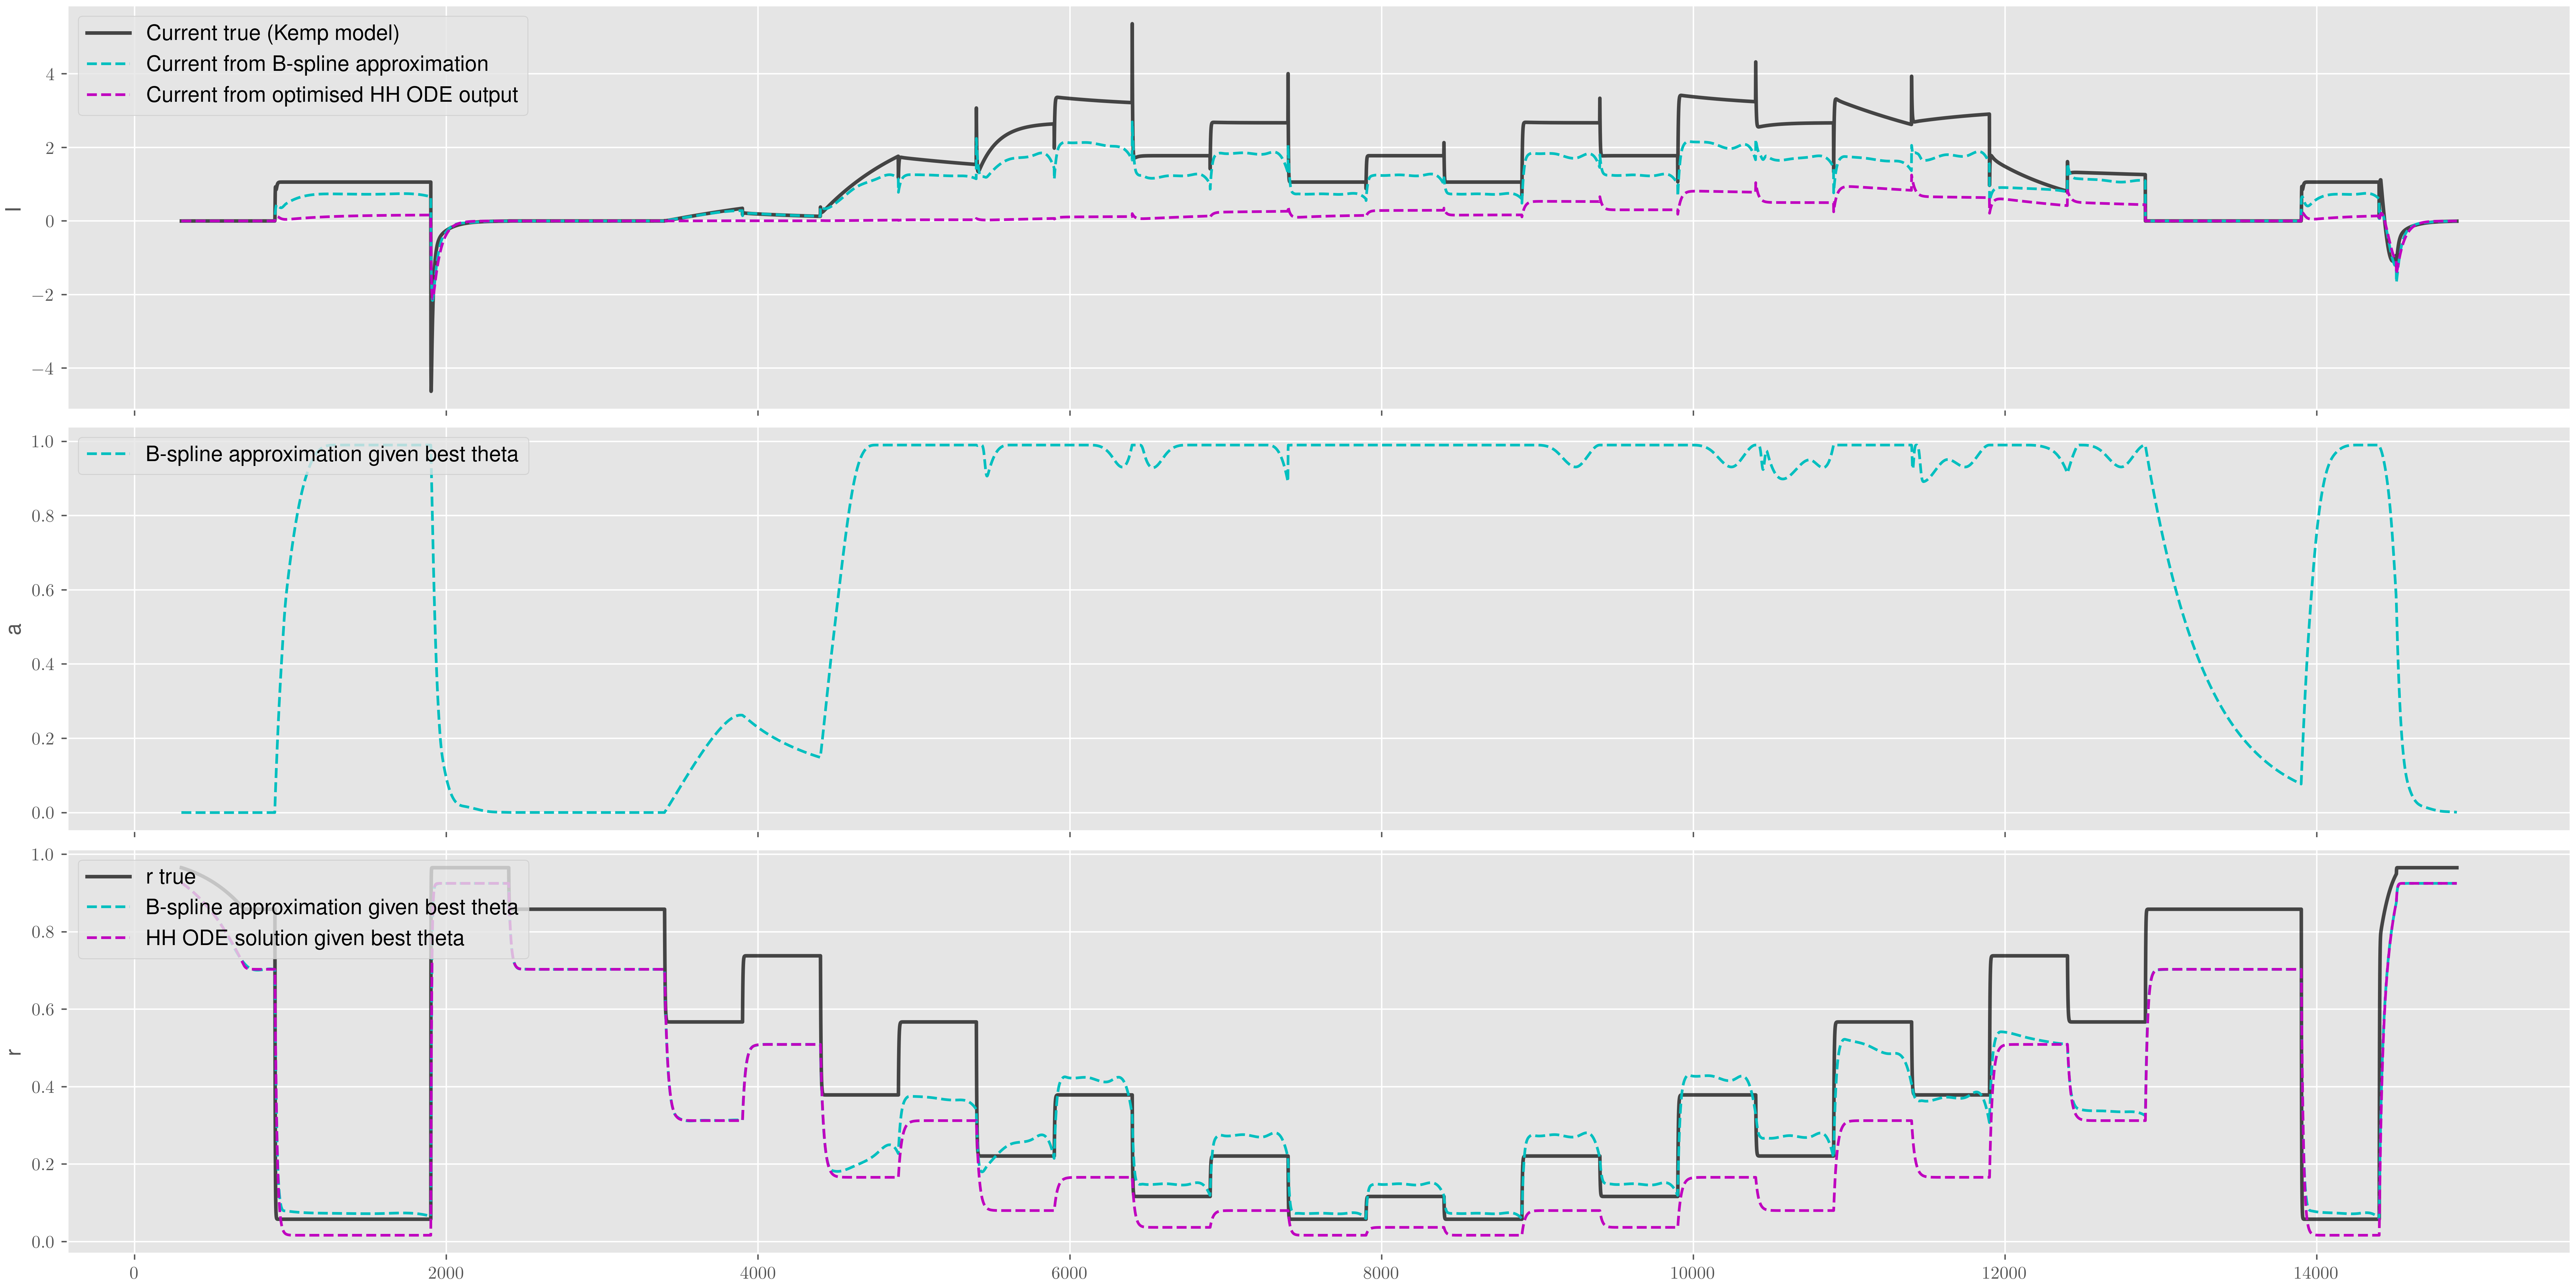 Current true (Kemp model)
Current from B-spline approximation
Current from optimised HH ODE output
4
2
0
−2
−4
I
B-spline approximation given best theta
1.0
0.8
0.6
0.4
0.2
0.0
a
r true
B-spline approximation given best theta
HH ODE solution given best theta
1.0
0.8
0.6
0.4
0.2
0.0
r
0 2000 4000 6000 8000 10000 12000 14000